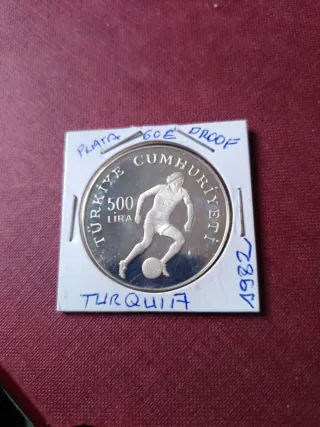 PLATA 60E PROOF
TÜRKİYE CUMHURİYETİ
500
LİRA
TURQUIA
1982